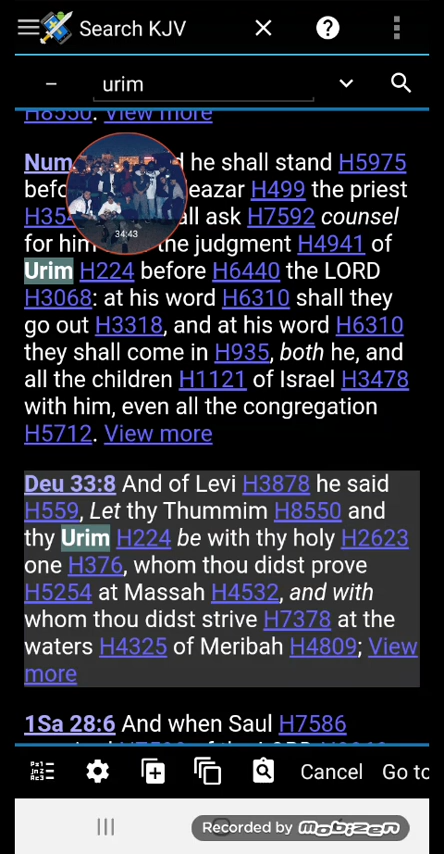 Search KJV
urim
H8550. View more
Num he shall stand H5975
befo eazar H499 the priest
H354 all ask H7592 counsel
34:43
for him the judgment H4941 of
Urim H224 before H6440 the LORD
H3068: at his word H6310 shall they
go out H3318, and at his word H6310
they shall come in H935, both he, and
all the children H1121 of Israel H3478
with him, even all the congregation
H5712. View more
Deu 33:8 And of Levi H3878 he said
H559, Let thy Thummim H8550 and
thy Urim H224 be with thy holy H2623
one H376, whom thou didst prove
H5254 at Massah H4532, and with
whom thou didst strive H7378 at the
waters H4325 of Meribah H4809; View
more
1Sa 28:6 And when Saul H7586
Cancel Go to
Recorded by mobizen